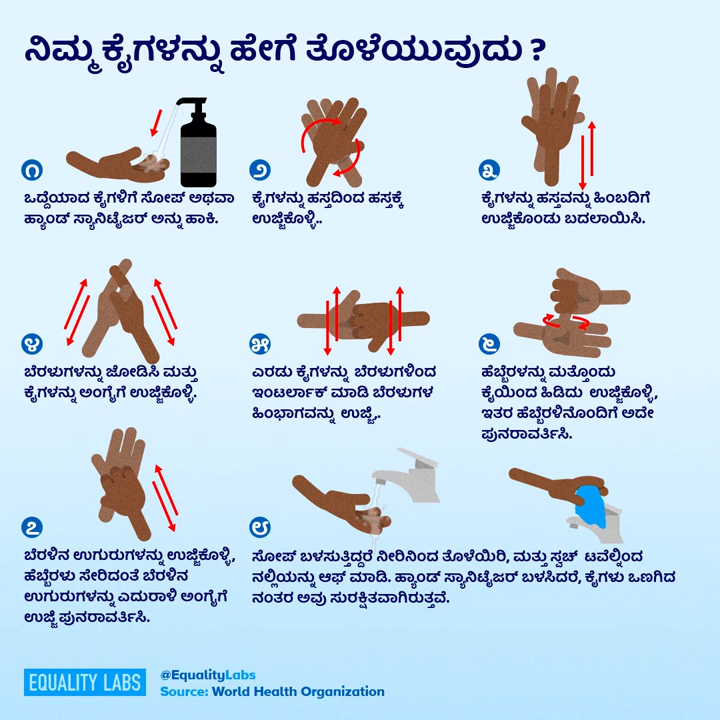 ನಿಮ್ಮ ಕೈಗಳನ್ನು ಹೇಗೆ ತೊಳೆಯುವುದು ?
೧
ಒದ್ದೆಯಾದ ಕೈಗಳಿಗೆ ಸೋಪ್ ಅಥವಾ
ಹ್ಯಾಂಡ್ ಸ್ಯಾನಿಟೈಜರ್ ಅನ್ನು ಹಾಕಿ.
೨
ಕೈಗಳನ್ನು ಹಸ್ತದಿಂದ ಹಸ್ತಕ್ಕೆ
ಉಜ್ಜಿಕೊಳ್ಳಿ..
೩
ಕೈಗಳನ್ನು ಹಸ್ತವನ್ನು ಹಿಂಬದಿಗೆ
ಉಜ್ಜಿಕೊಂಡು ಬದಲಾಯಿಸಿ.
೪
ಬೆರಳುಗಳನ್ನು ಜೋಡಿಸಿ ಮತ್ತು
ಕೈಗಳನ್ನು ಅಂಗೈಗೆ ಉಜ್ಜಿಕೊಳ್ಳಿ.
೫
ಎರಡು ಕೈಗಳನ್ನು ಬೆರಳುಗಳಿಂದ
ಇಂಟರ್ಲಾಕ್ ಮಾಡಿ ಬೆರಳುಗಳ
ಹಿಂಭಾಗವನ್ನು ಉಜ್ಜಿ,.
೬
ಹೆಬ್ಬೆರಳನ್ನು ಮತ್ತೊಂದು
ಕೈಯಿಂದ ಹಿಡಿದು ಉಜ್ಜಿಕೊಳ್ಳಿ,
ಇತರ ಹೆಬ್ಬೆರಳಿನೊಂದಿಗೆ ಅದೇ
ಪುನರಾವರ್ತಿಸಿ.
೭
ಬೆರಳಿನ ಉಗುರುಗಳನ್ನು ಉಜ್ಜಿಕೊಳ್ಳಿ,
ಹೆಬ್ಬೆರಳು ಸೇರಿದಂತೆ ಬೆರಳಿನ
ಉಗುರುಗಳನ್ನು ಎದುರಾಳಿ ಅಂಗೈಗೆ
ಉಜ್ಜಿ ಪುನರಾವರ್ತಿಸಿ.
೮
ಸೋಪ್ ಬಳಸುತ್ತಿದ್ದರೆ ನೀರಿನಿಂದ ತೊಳೆಯಿರಿ, ಮತ್ತು ಸ್ವಚ್ ಟವೆಲ್ನಿಂದ
ನಲ್ಲಿಯನ್ನು ಆಫ್ ಮಾಡಿ. ಹ್ಯಾಂಡ್ ಸ್ಯಾನಿಟೈಜರ್ ಬಳಸಿದರೆ, ಕೈಗಳು ಒಣಗಿದ
ನಂತರ ಅವು ಸುರಕ್ಷಿತವಾಗಿರುತ್ತವೆ.
EQUALITY LABS
@EqualityLabs
Source: World Health Organization